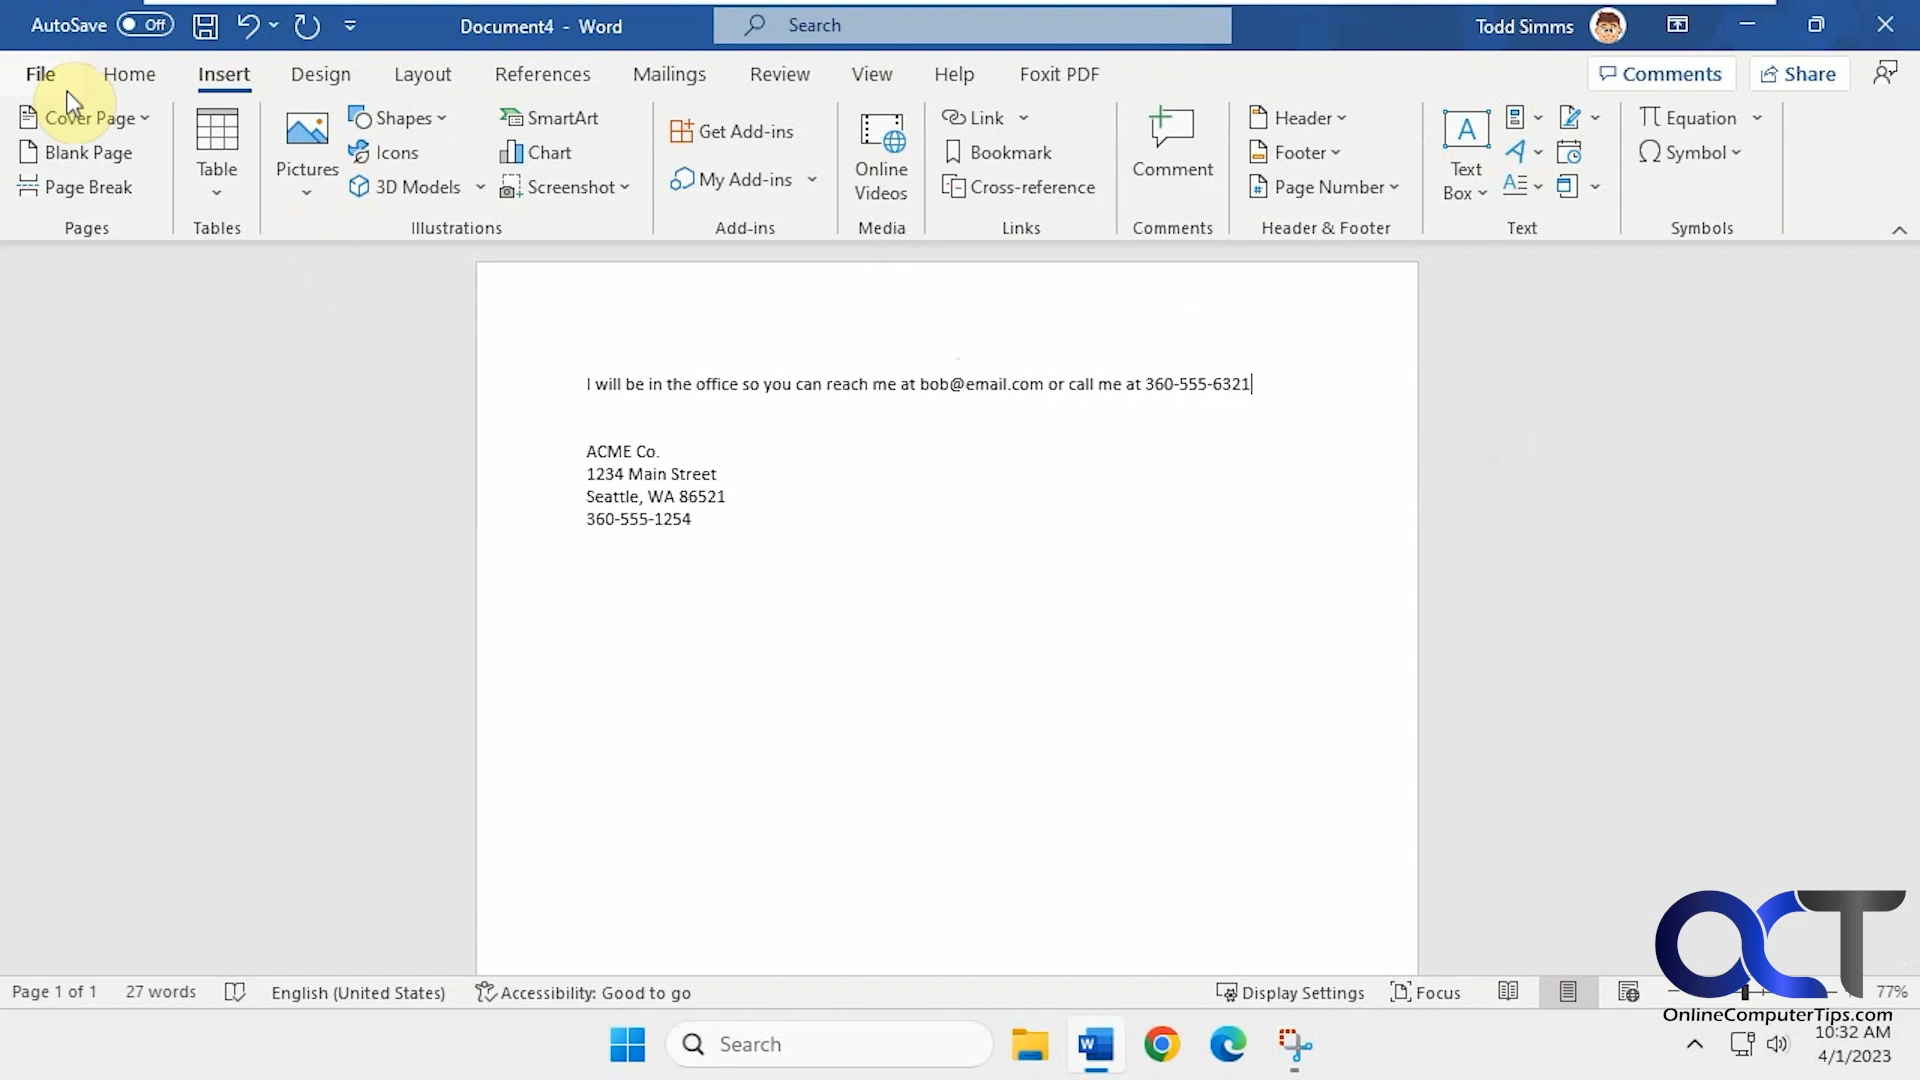 AutoSave Off Document4 - Word Search Todd Simms
File Home Insert Design Layout References Mailings Review View Help Foxit PDF Comments Share
Cover Page Shapes SmartArt Get Add-ins Link Header Equation
Blank Page Icons Chart Bookmark Footer Symbol
Page Break 3D Models Screenshot My Add-ins Cross-reference Page Number
Table Pictures Online Videos Comment Text Box A
Pages Tables Illustrations Add-ins Media Links Comments Header & Footer Text Symbols
I will be in the office so you can reach me at bob@email.com or call me at 360-555-6321
ACME Co.
1234 Main Street
Seattle, WA 86521
360-555-1254
OCT
OnlineComputerTips.com
Page 1 of 1 27 words English (United States) Accessibility: Good to go Display Settings Focus 77%
Search
10:32 AM
4/1/2023